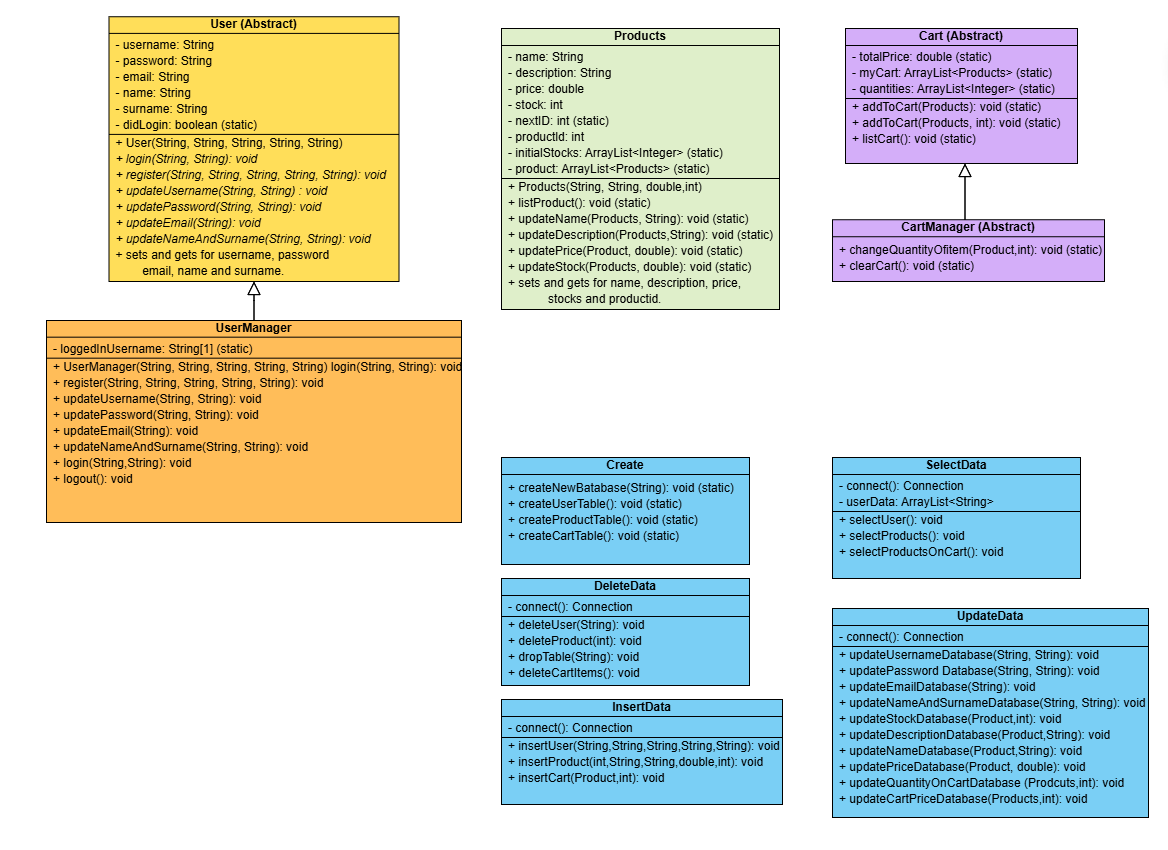 User (Abstract)
- username: String
- password: String
- email: String
- name: String
- surname: String
- didLogin: boolean (static)
+ User(String, String, String, String, String)
+ login(String, String): void
+ register(String, String, String, String, String): void
+ updateUsername(String, String) : void
+ updatePassword(String, String): void
+ updateEmail(String): void
+ updateNameAndSurname(String, String): void
+ sets and gets for username, password
email, name and surname.
UserManager
- loggedInUsername: String[1] (static)
+ UserManager(String, String, String, String, String) login(String, String): void
+ register(String, String, String, String, String): void
+ updateUsername(String, String): void
+ updatePassword(String, String): void
+ updateEmail(String): void
+ updateNameAndSurname(String, String): void
+ login(String,String): void
+ logout(): void
Products
- name: String
- description: String
- price: double
- stock: int
- nextID: int (static)
- productId: int
- initialStocks: ArrayList<Integer> (static)
- product: ArrayList<Products> (static)
+ Products(String, String, double,int)
+ listProduct(): void (static)
+ updateName(Products, String): void (static)
+ updateDescription(Products,String): void (static)
+ updatePrice(Product, double): void (static)
+ updateStock(Products, double): void (static)
+ sets and gets for name, description, price,
stocks and productid.
Cart (Abstract)
- totalPrice: double (static)
- myCart: ArrayList<Products> (static)
- quantities: ArrayList<Integer> (static)
+ addToCart(Products): void (static)
+ addToCart(Products, int): void (static)
+ listCart(): void (static)
CartManager (Abstract)
+ changeQuantityOfitem(Product,int): void (static)
+ clearCart(): void (static)
Create
+ createNewBatabase(String): void (static)
+ createUserTable(): void (static)
+ createProductTable(): void (static)
+ createCartTable(): void (static)
DeleteData
- connect(): Connection
+ deleteUser(String): void
+ deleteProduct(int): void
+ dropTable(String): void
+ deleteCartItems(): void
InsertData
- connect(): Connection
+ insertUser(String,String,String,String,String): void
+ insertProduct(int,String,String,double,int): void
+ insertCart(Product,int): void
SelectData
- connect(): Connection
- userData: ArrayList<String>
+ selectUser(): void
+ selectProducts(): void
+ selectProductsOnCart(): void
UpdateData
- connect(): Connection
+ updateUsernameDatabase(String, String): void
+ updatePassword Database(String, String): void
+ updateEmailDatabase(String): void
+ updateNameAndSurnameDatabase(String, String): void
+ updateStockDatabase(Product,int): void
+ updateDescriptionDatabase(Product,String): void
+ updateNameDatabase(Product,String): void
+ updatePriceDatabase(Product, double): void
+ updateQuantityOnCartDatabase (Prodcuts,int): void
+ updateCartPriceDatabase(Products,int): void